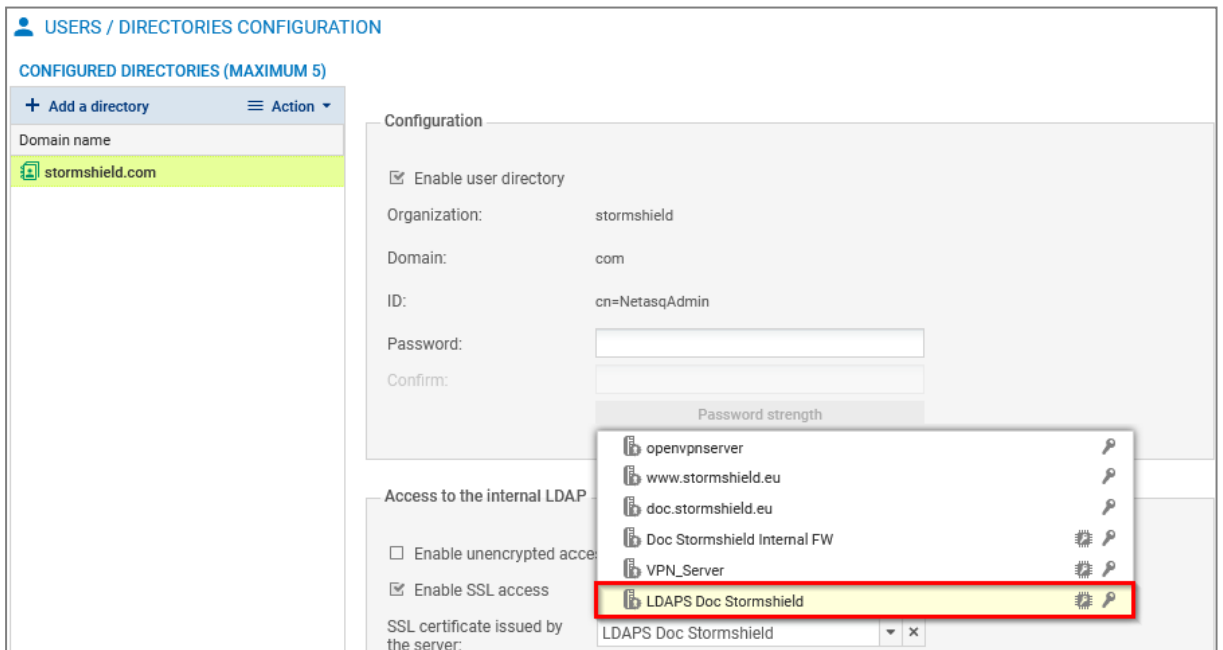 USERS / DIRECTORIES CONFIGURATION
CONFIGURED DIRECTORIES (MAXIMUM 5)
+ Add a directory
Action
Domain name
stormshield.com
Configuration
Enable user directory
Organization: stormshield
Domain: com
ID: cn=NetasqAdmin
Password:
Confirm:
Password strength
openvpnserver
www.stormshield.eu
doc.stormshield.eu
Doc Stormshield Internal FW
VPN_Server
LDAPS Doc Stormshield
Access to the internal LDAP
Enable unencrypted acce
Enable SSL access
SSL certificate issued by
the server:
LDAPS Doc Stormshield